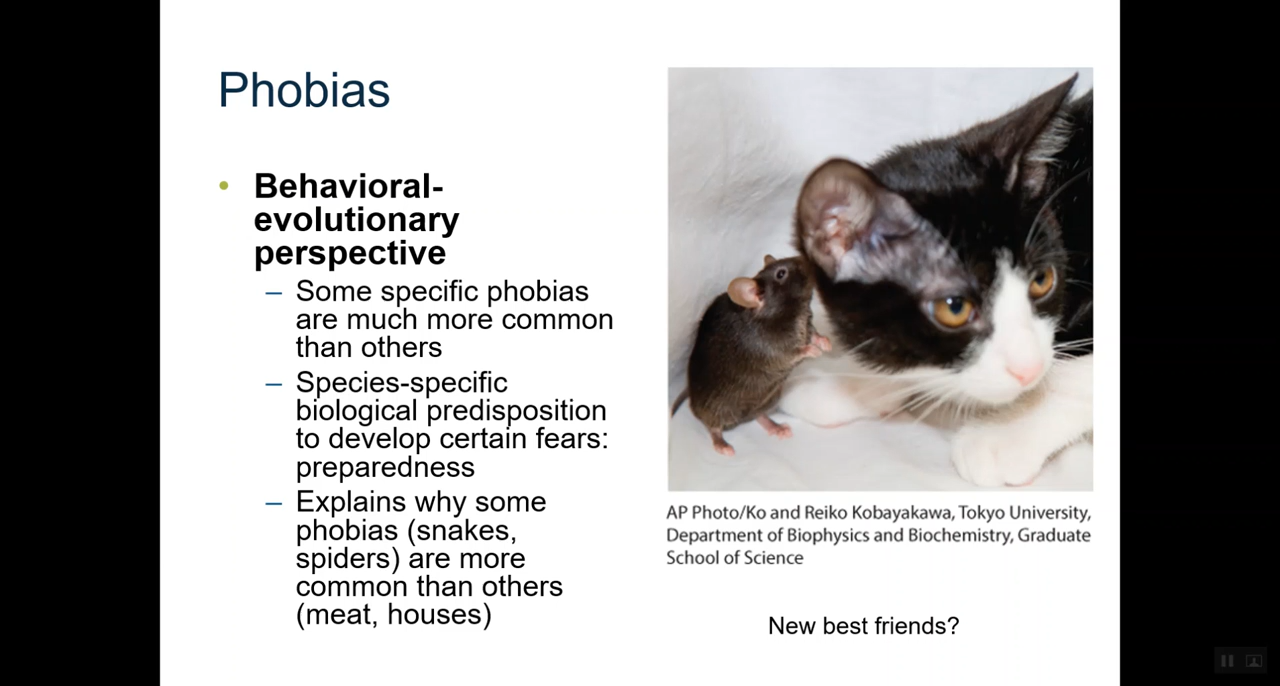 Phobias
• Behavioral-
evolutionary
perspective
– Some specific phobias
are much more common
than others
– Species-specific
biological predisposition
to develop certain fears:
preparedness
– Explains why some
phobias (snakes,
spiders) are more
common than others
(meat, houses)
AP Photo/Ko and Reiko Kobayakawa, Tokyo University,
Department of Biophysics and Biochemistry, Graduate
School of Science
New best friends?